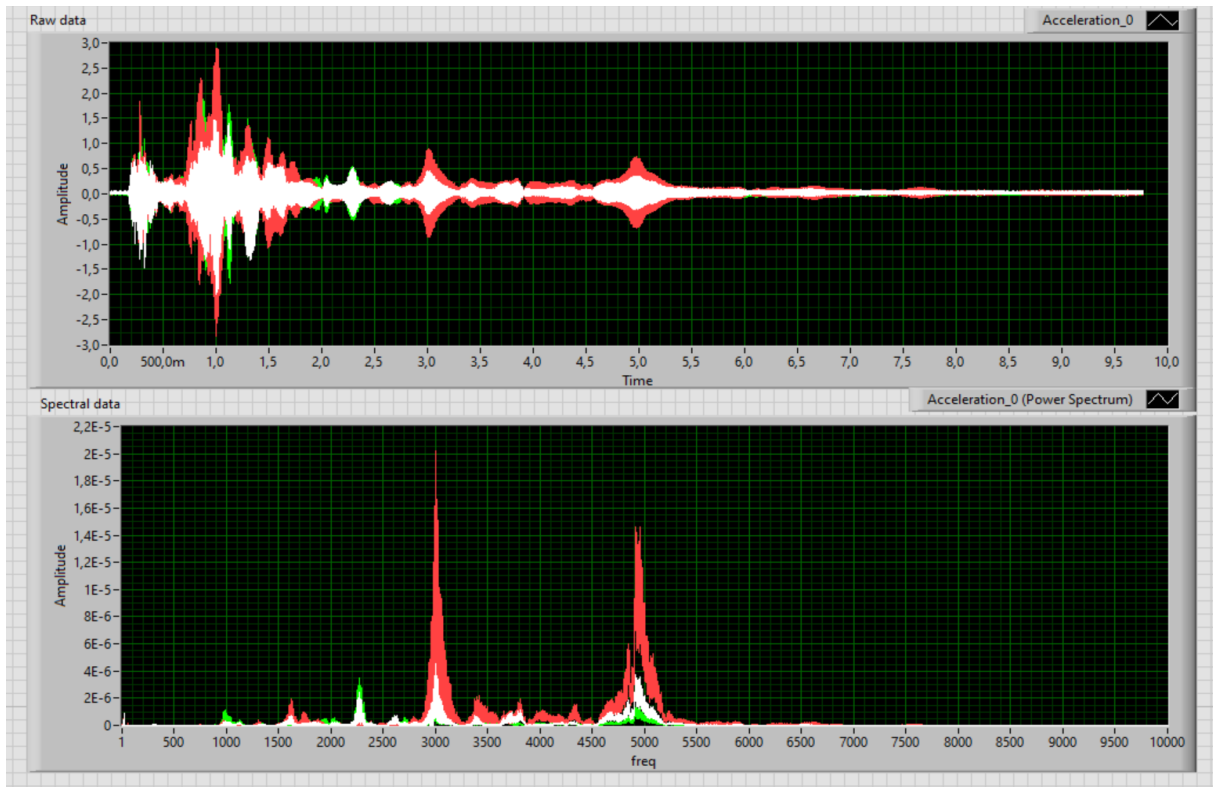 Raw data
Acceleration_0
3,0
2,5
2,0
1,5
1,0
0,5
0,0
-0,5
-1,0
-1,5
-2,0
-2,5
-3,0
Amplitude
0,0 500,0m 1,0 1,5 2,0 2,5 3,0 3,5 4,0 4,5 5,0 5,5 6,0 6,5 7,0 7,5 8,0 8,5 9,0 9,5 10,0
Time
Spectral data
Acceleration_0 (Power Spectrum)
2,2E-5
2E-5
1,8E-5
1,6E-5
1,4E-5
1,2E-5
1E-5
8E-6
6E-6
4E-6
2E-6
0
Amplitude
1 500 1000 1500 2000 2500 3000 3500 4000 4500 5000 5500 6000 6500 7000 7500 8000 8500 9000 9500 10000
freq